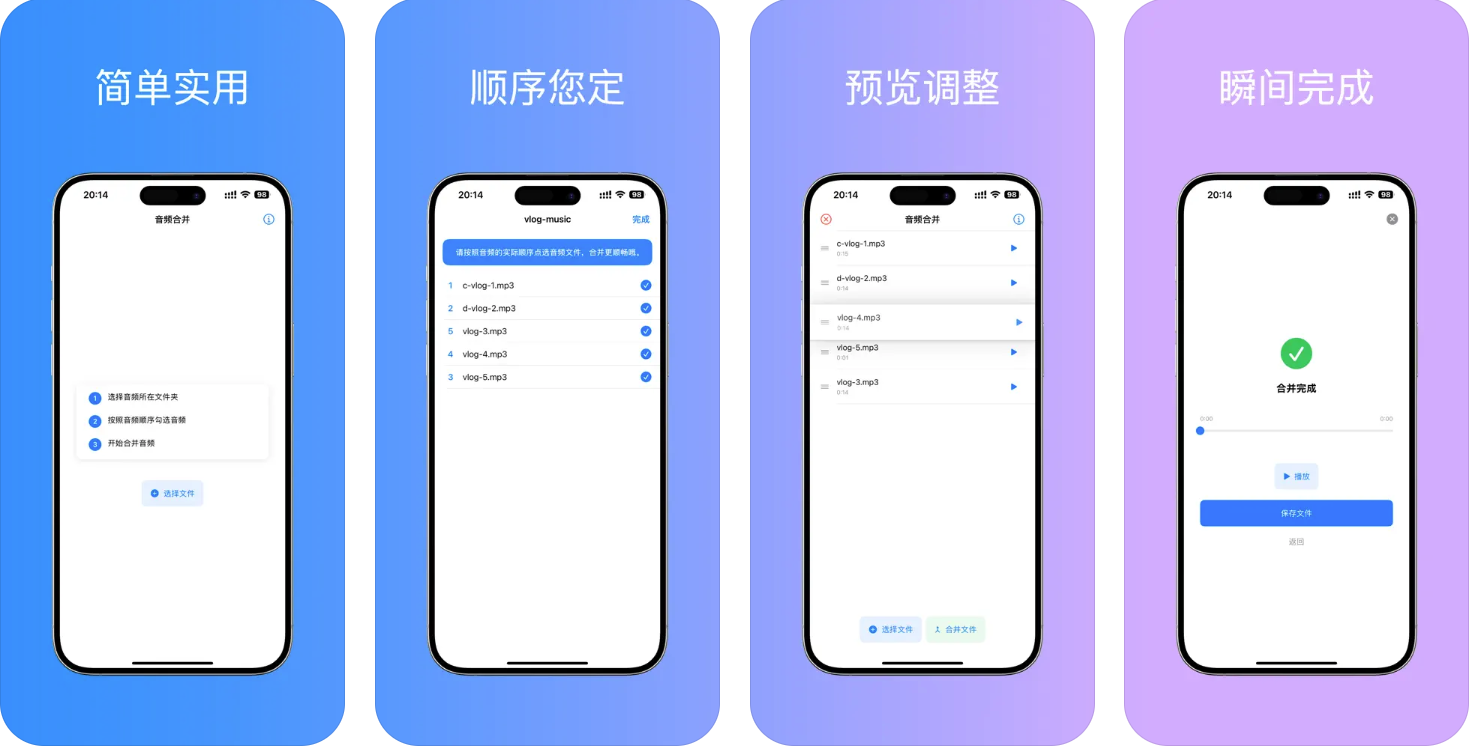 简单实用
20:14
98
音频合并
1 选择音频所在文件夹
2 按照音频顺序勾选音频
3 开始合并音频
选择文件
顺序您定
20:14
98
vlog-music
完成
请按照音频的实际顺序点选音频文件，合并更顺畅哦。
1 c-vlog-1.mp3
2 d-vlog-2.mp3
5 vlog-3.mp3
4 vlog-4.mp3
3 vlog-5.mp3
预览调整
20:14
98
音频合并
c-vlog-1.mp3
0:15
d-vlog-2.mp3
0:14
vlog-4.mp3
0:14
vlog-5.mp3
0:01
vlog-3.mp3
0:14
选择文件
合并文件
瞬间完成
20:14
98
合并完成
0:00
0:00
播放
保存文件
返回